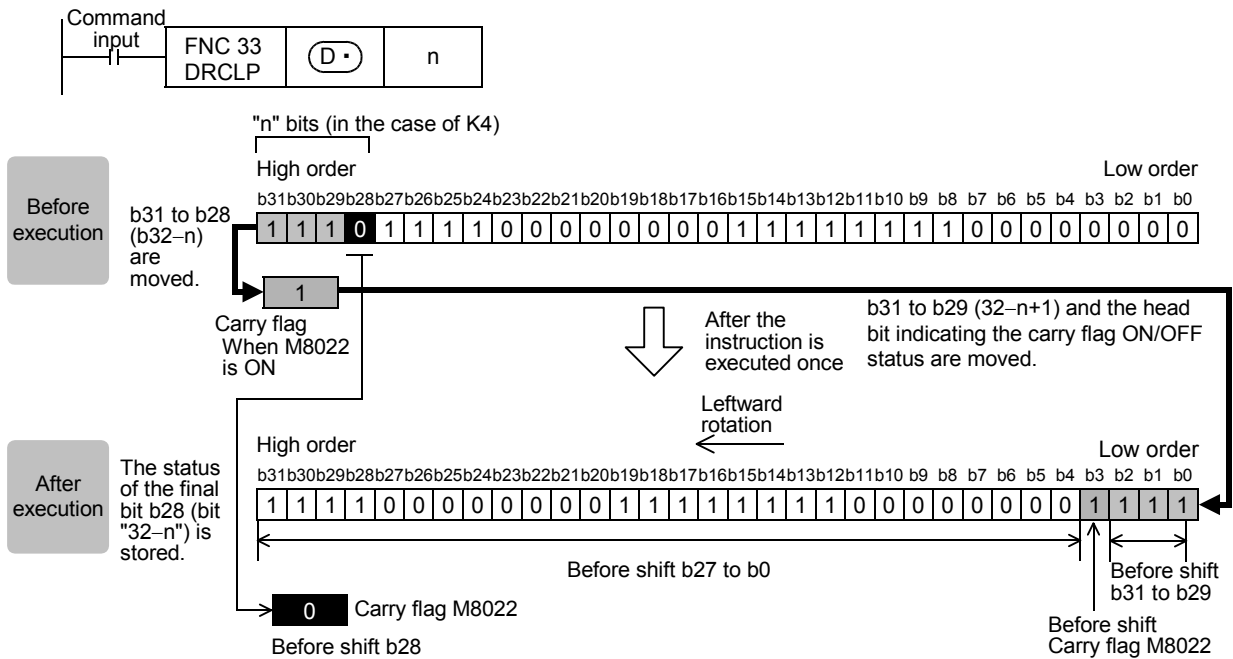 Command
input
FNC 33
DRCLP
D・
n
"n" bits (in the case of K4)
High order
Low order
b31b30b29b28b27b26b25b24b23b22b21b20b19b18b17b16b15b14b13b12b11b10 b9 b8 b7 b6 b5 b4 b3 b2 b1 b0
Before
execution
b31 to b28
(b32−n)
are
moved.
1 1 1 0 1 1 1 1 0 0 0 0 0 0 0 0 1 1 1 1 1 1 1 1 0 0 0 0 0 0 0 0
1
Carry flag
When M8022
is ON
After the
instruction is
executed once
b31 to b29 (32−n+1) and the head
bit indicating the carry flag ON/OFF
status are moved.
Leftward
rotation
High order
Low order
b31b30b29b28b27b26b25b24b23b22b21b20b19b18b17b16b15b14b13b12b11b10 b9 b8 b7 b6 b5 b4 b3 b2 b1 b0
After
execution
The status
of the final
bit b28 (bit
"32−n") is
stored.
1 1 1 1 0 0 0 0 0 0 0 0 1 1 1 1 1 1 1 1 0 0 0 0 0 0 0 0 1 1 1 1
Before shift b27 to b0
Before shift
b31 to b29
0
Carry flag M8022
Before shift b28
Before shift
Carry flag M8022